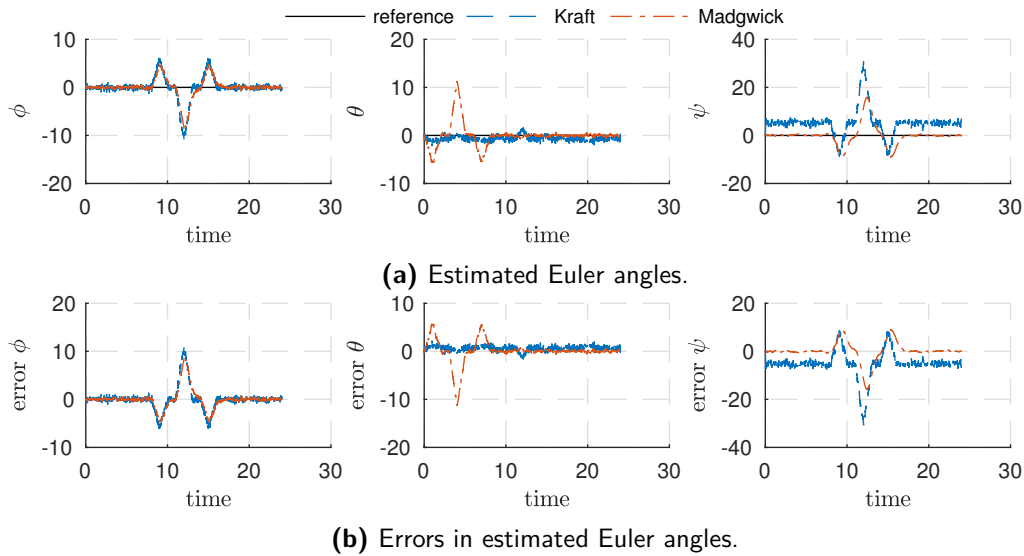 reference Kraft Madgwick
10 20 40
ϕ θ ψ
0 10 20
-10 0 0
-20 -10 -20
0 10 20 30 0 10 20 30 0 10 20 30
time time time
(a) Estimated Euler angles.
20 10 20
error ϕ error θ error ψ
10 0 0
0 -10 -20
-10 -20 -40
0 10 20 30 0 10 20 30 0 10 20 30
time time time
(b) Errors in estimated Euler angles.